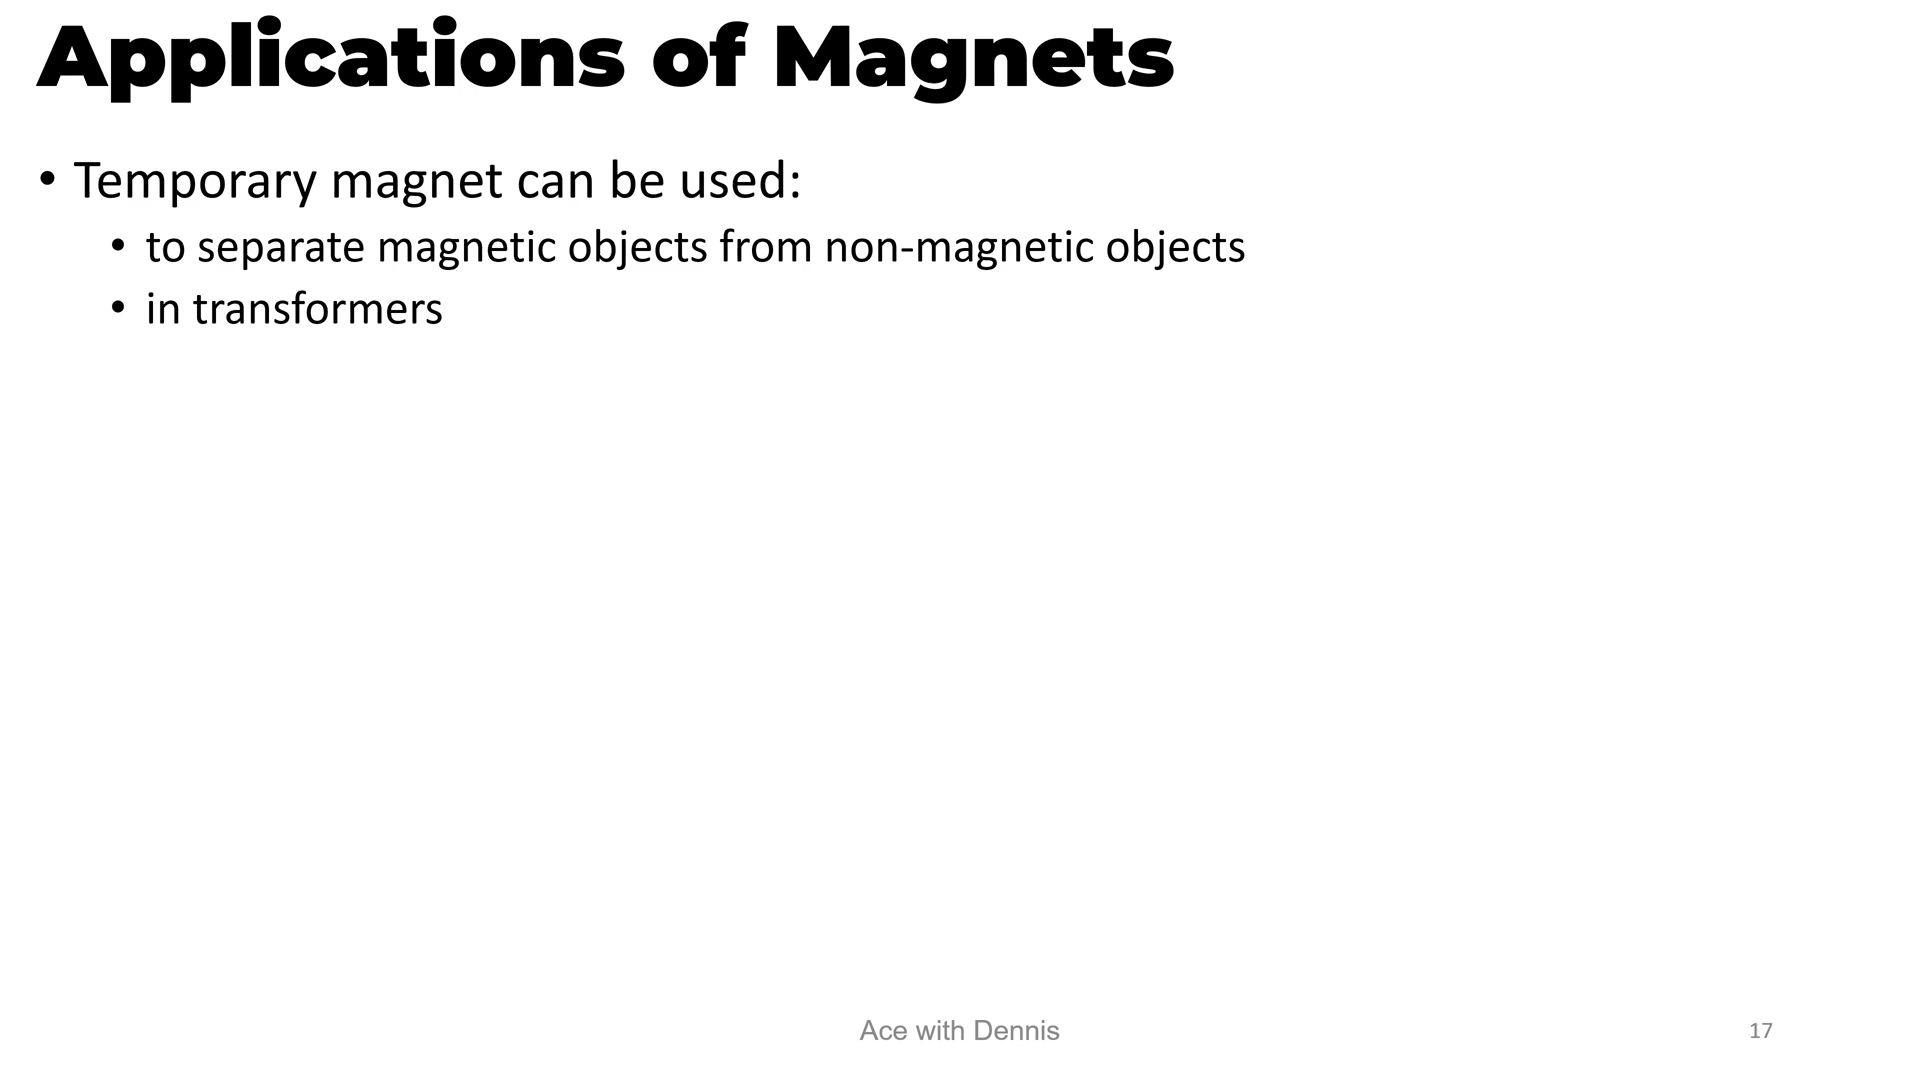 Applications of Magnets
• Temporary magnet can be used:
• to separate magnetic objects from non-magnetic objects
• in transformers
Ace with Dennis
17